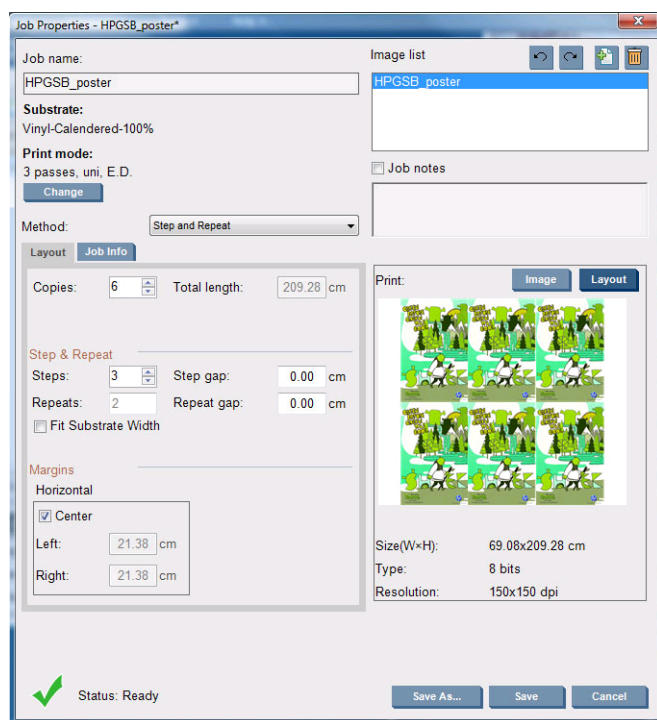 Job Properties - HPGSB_poster*
Job name:
HPGSB_poster
Substrate:
Vinyl-Calendered-100%
Print mode:
3 passes, uni, E.D.
Change
Method: Step and Repeat
Layout Job Info
Copies: 6 Total length: 209.28 cm
Step & Repeat
Steps: 3 Step gap: 0.00 cm
Repeats: 2 Repeat gap: 0.00 cm
Fit Substrate Width
Margins
Horizontal
Center
Left: 21.38 cm
Right: 21.38 cm
Image list
HPGSB_poster
Job notes
Print: Image Layout
Size(W×H): 69.08x209.28 cm
Type: 8 bits
Resolution: 150x150 dpi
Status: Ready
Save As... Save Cancel